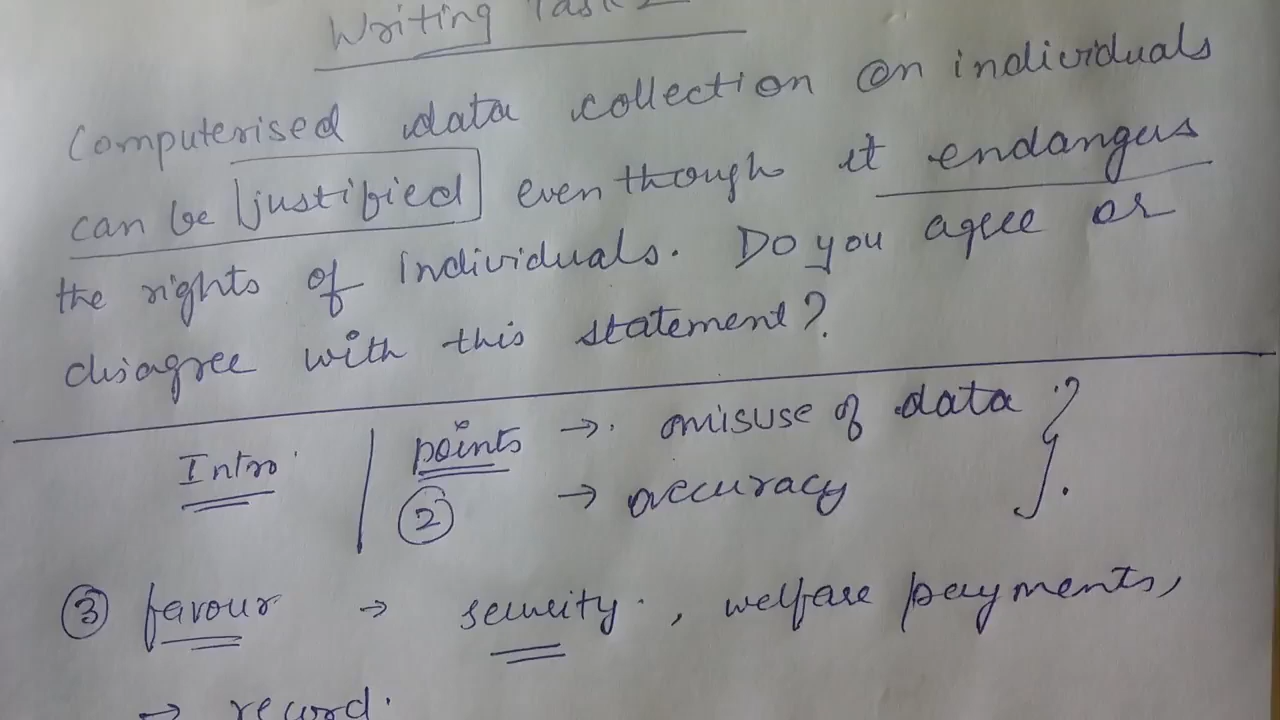 Writing Task 2
Computerised data collection on individuals
can be justified even though it endangers
the rights of individuals. Do you agree or
disagree with this statement?
Intro. points → misuse of data
② → accuracy
③ favour → security, welfare payments,
→ record.